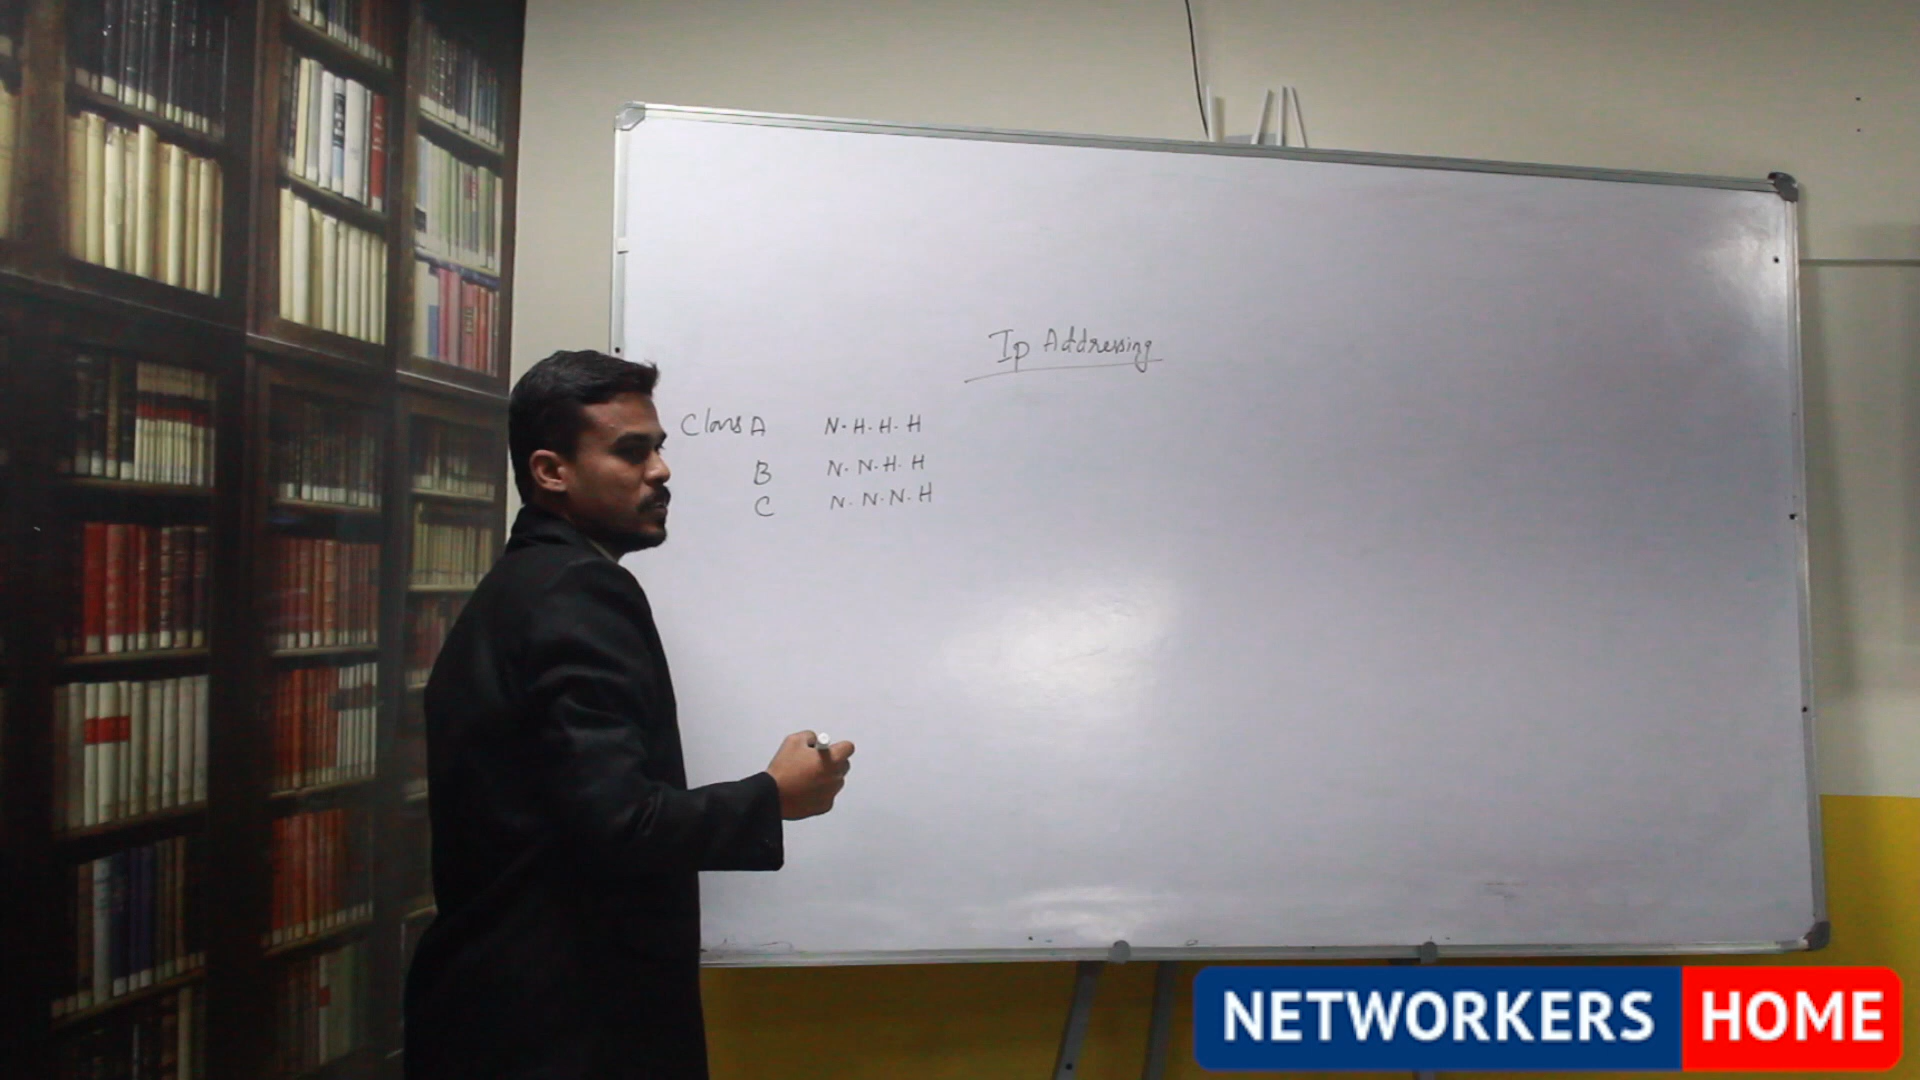 Ip Addressing
Class A N. H. H. H
B N. N. H. H
C N. N. N. H
NETWORKERS HOME